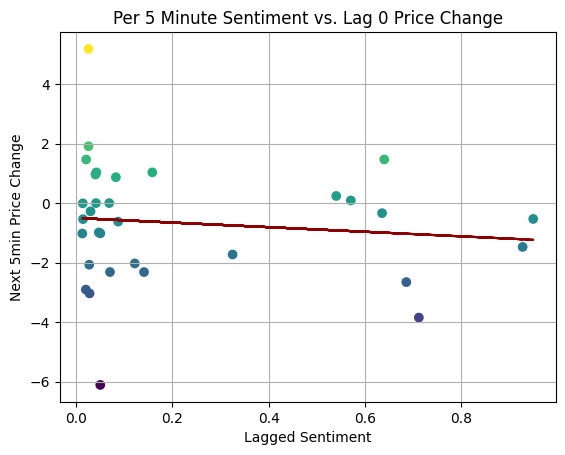 Per 5 Minute Sentiment vs. Lag 0 Price Change
Next 5min Price Change
4
2
0
−2
−4
−6
0.0 0.2 0.4 0.6 0.8
Lagged Sentiment